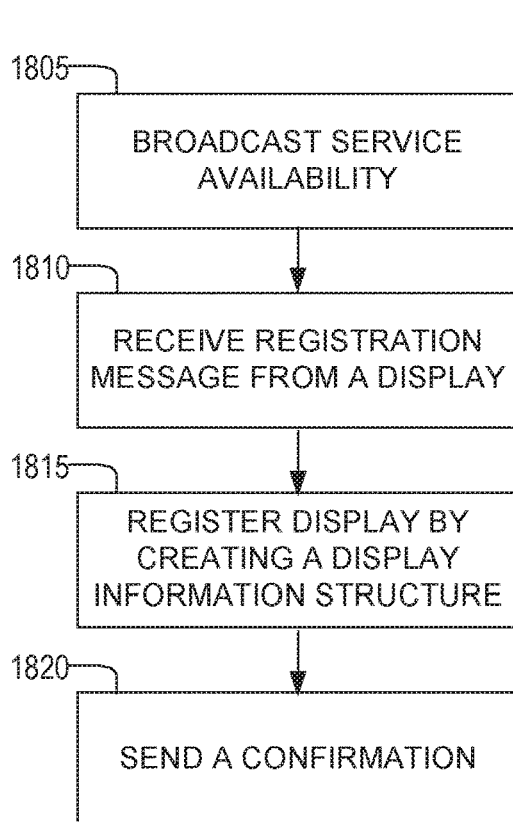 1805
BROADCAST SERVICE
AVAILABILITY
1810
RECEIVE REGISTRATION
MESSAGE FROM A DISPLAY
1815
REGISTER DISPLAY BY
CREATING A DISPLAY
INFORMATION STRUCTURE
1820
SEND A CONFIRMATION